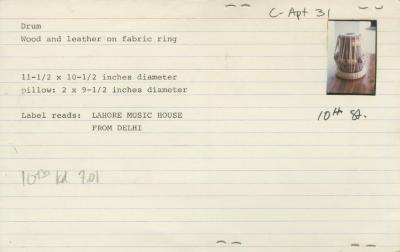 C-Apt 31
Drum
Wood and leather on fabric ring
11-1/2 x 10-1/2 inches diameter
pillow: 2 x 9-1/2 inches diameter
Label reads: LAHORE MUSIC HOUSE
FROM DELHI
10th St.